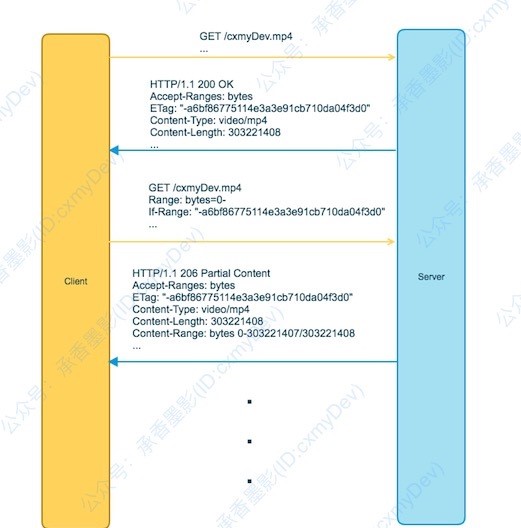 GET /cxmyDev.mp4
...
HTTP/1.1 200 OK
Accept-Ranges: bytes
ETag: "-a6bf86775114e3a3e91cb710da04f3d0"
Content-Type: video/mp4
Content-Length: 303221408
...
GET /cxmyDev.mp4
Range: bytes=0-
If-Range: "-a6bf86775114e3a3e91cb710da04f3d0"
...
Client
Server
HTTP/1.1 206 Partial Content
Accept-Ranges: bytes
ETag: "-a6bf86775114e3a3e91cb710da04f3d0"
Content-Type: video/mp4
Content-Length: 303221408
Content-Range: bytes 0-303221407/303221408
...
公众号：承香墨影(ID:cxmyDev)